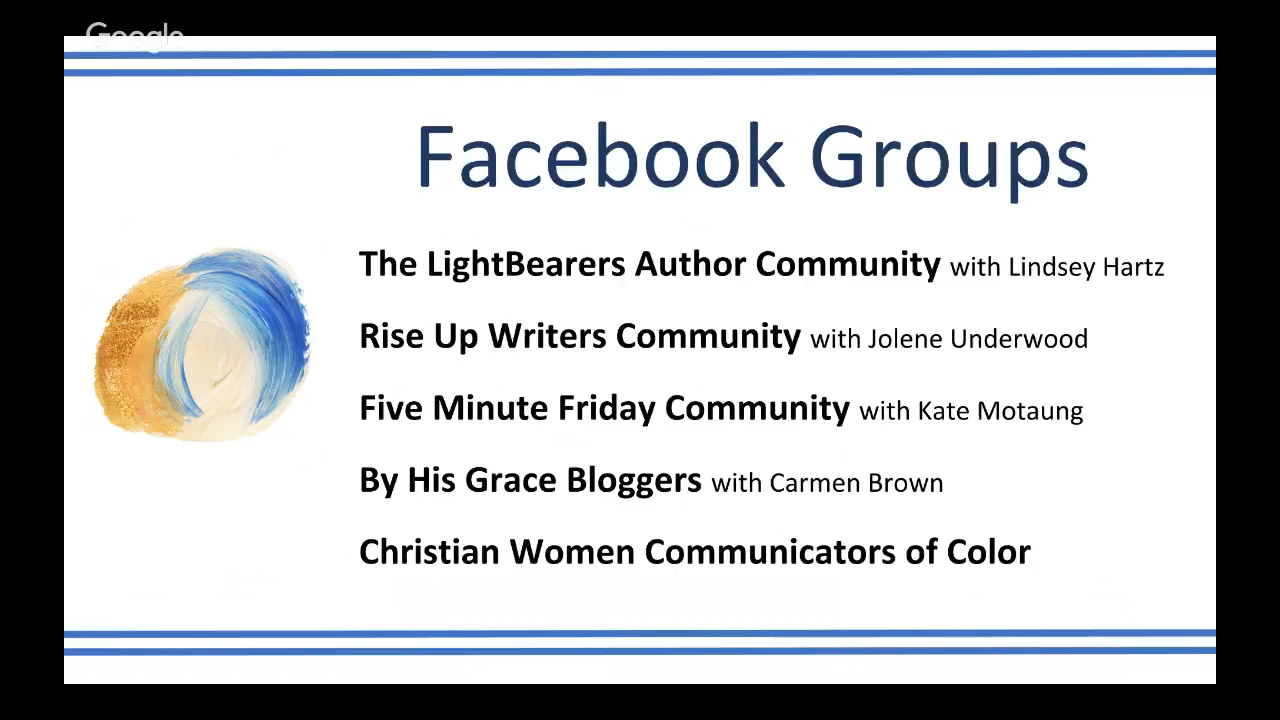 Google
Facebook Groups
The LightBearers Author Community with Lindsey Hartz
Rise Up Writers Community with Jolene Underwood
Five Minute Friday Community with Kate Motaung
By His Grace Bloggers with Carmen Brown
Christian Women Communicators of Color